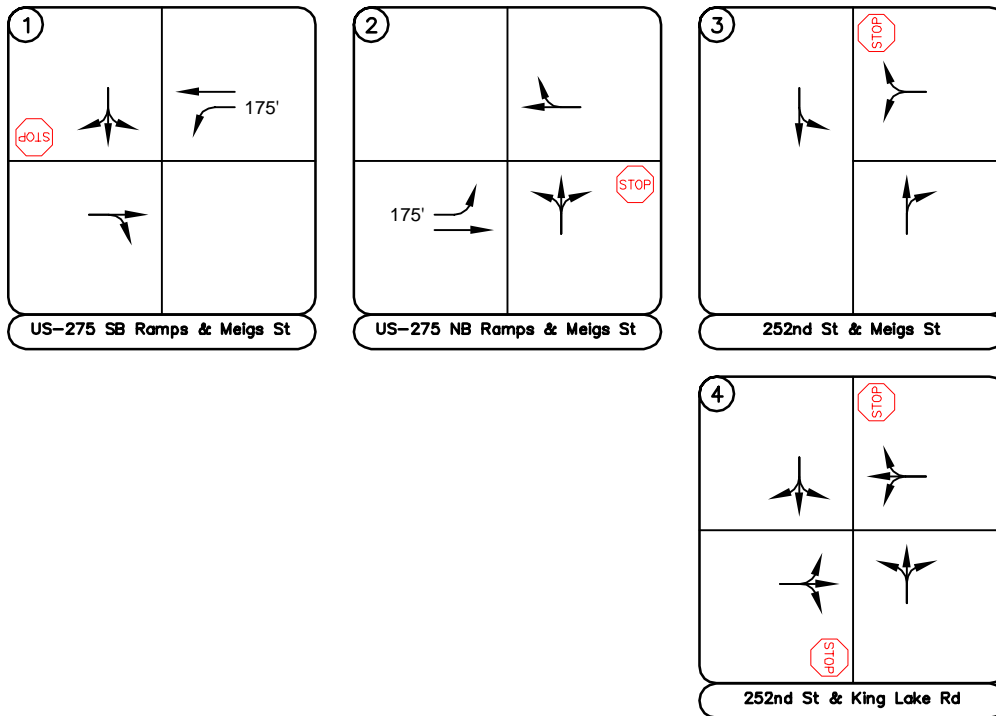 1
STOP
175'
US-275 SB Ramps & Meigs St
2
STOP
175'
US-275 NB Ramps & Meigs St
3
STOP
252nd St & Meigs St
4
STOP
STOP
252nd St & King Lake Rd